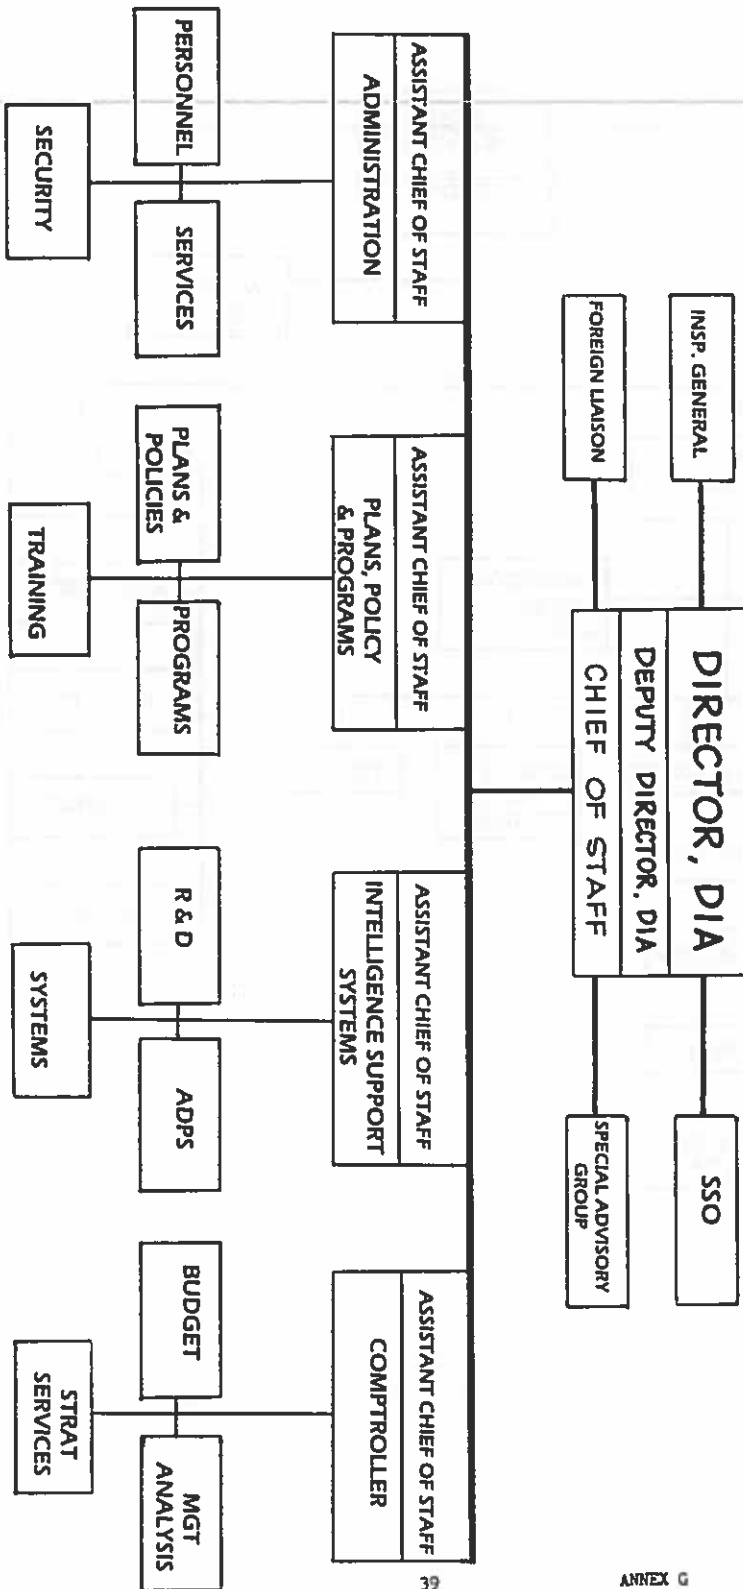 ANNEX G
DIRECTOR, DIA
DEPUTY DIRECTOR, DIA
CHIEF OF STAFF
INSP. GENERAL
SSO
FOREIGN LIAISON
SPECIAL ADVISORY
GROUP
ASSISTANT CHIEF OF STAFF
ADMINISTRATION
ASSISTANT CHIEF OF STAFF
PLANS, POLICY
& PROGRAMS
ASSISTANT CHIEF OF STAFF
INTELLIGENCE SUPPORT
SYSTEMS
ASSISTANT CHIEF OF STAFF
COMPTROLLER
PERSONNEL
SERVICES
PLANS &
POLICIES
PROGRAMS
R & D
ADPS
BUDGET
MGT
ANALYSIS
SECURITY
TRAINING
SYSTEMS
STRAT
SERVICES
39